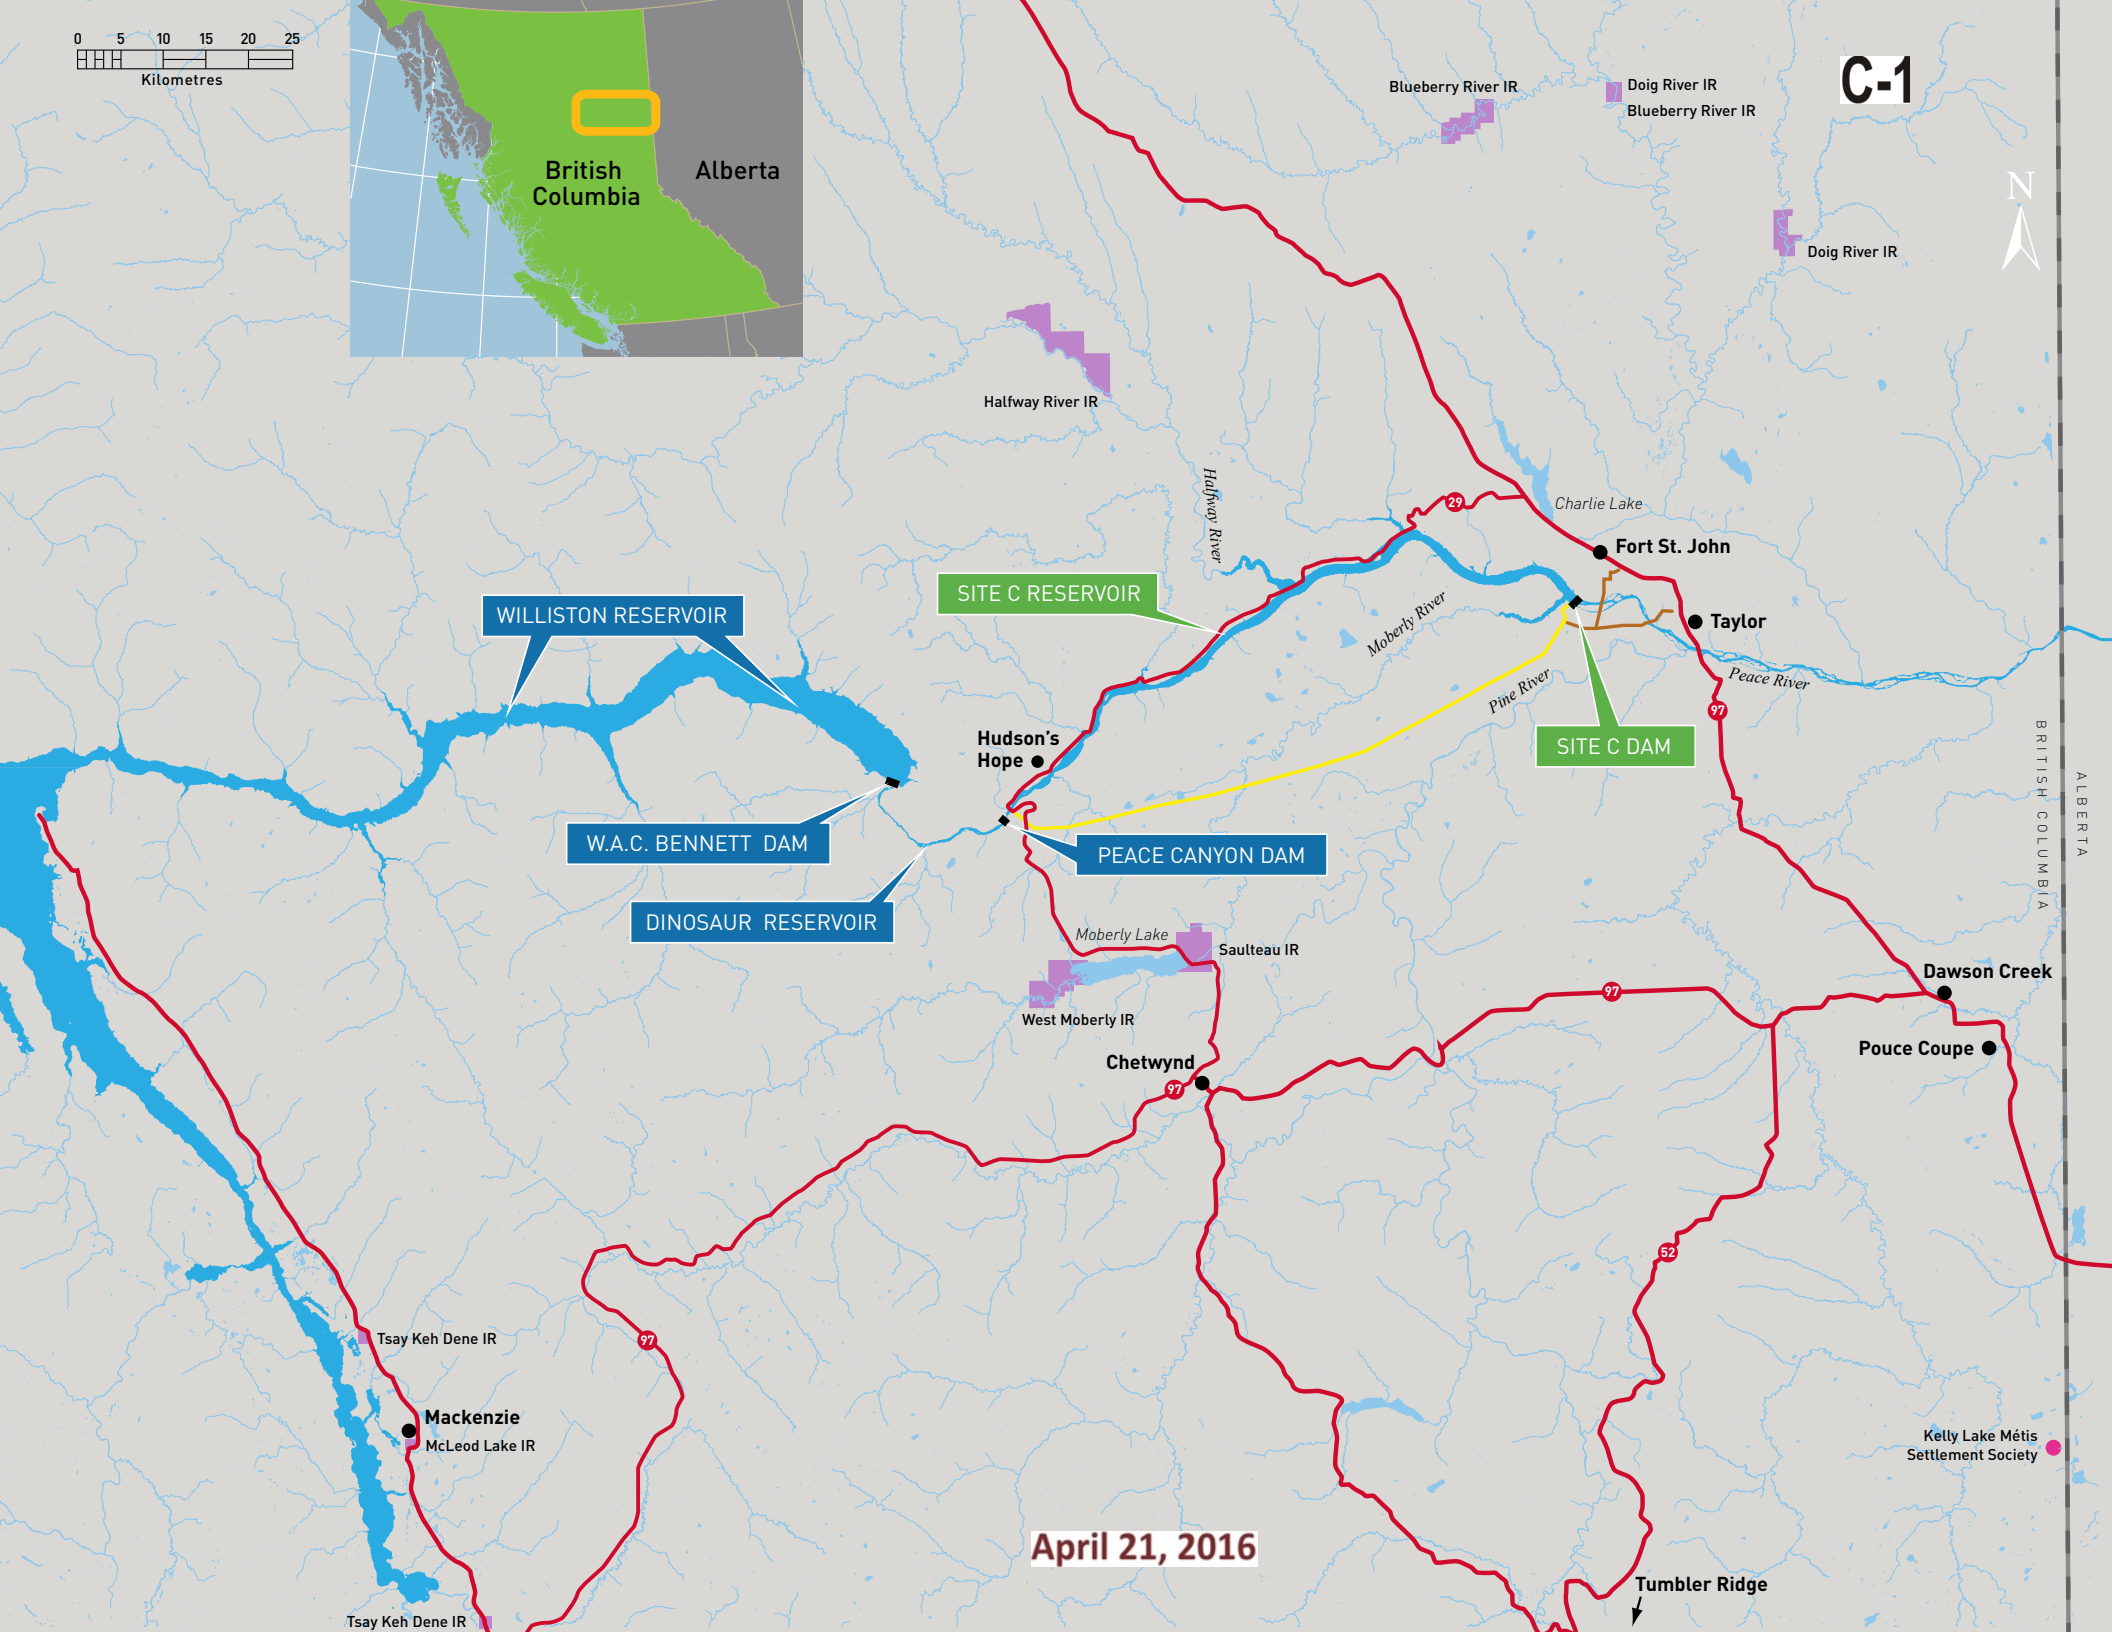 0 5 10 15 20 25
Kilometres
C-1
Blueberry River IR
Doig River IR
Blueberry River IR
British
Columbia
Alberta
N
Doig River IR
Halfway River IR
Halfway River
29
Charlie Lake
Fort St. John
SITE C RESERVOIR
WILLISTON RESERVOIR
Moberly River
Taylor
Peace River
Pine River
97
Hudson's
Hope
SITE C DAM
BRITISH COLUMBIA
ALBERTA
W.A.C. BENNETT DAM
PEACE CANYON DAM
DINOSAUR RESERVOIR
Moberly Lake
Saulteau IR
Dawson Creek
97
West Moberly IR
Chetwynd
Pouce Coupe
97
52
Tsay Keh Dene IR
97
Mackenzie
McLeod Lake IR
Kelly Lake Métis
Settlement Society
April 21, 2016
Tumbler Ridge
Tsay Keh Dene IR